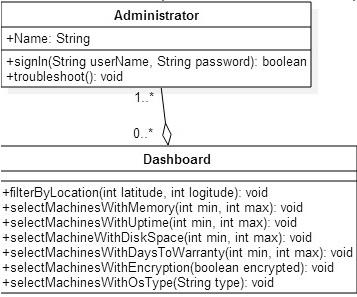 Administrator
+Name: String
+signIn(String userName, String password): boolean
+troubleshoot(): void
1..*
0..*
Dashboard
+filterByLocation(int latitude, int logitude): void
+selectMachinesWithMemory(int min, int max): void
+selectMachinesWithUptime(int min, int max): void
+selectMachineWithDiskSpace(int min, int max): void
+selectMachinesWithDaysToWarranty(int min, int max): void
+selectMachinesWithEncryption(boolean encrypted): void
+selectMachinesWithOsType(String type): void